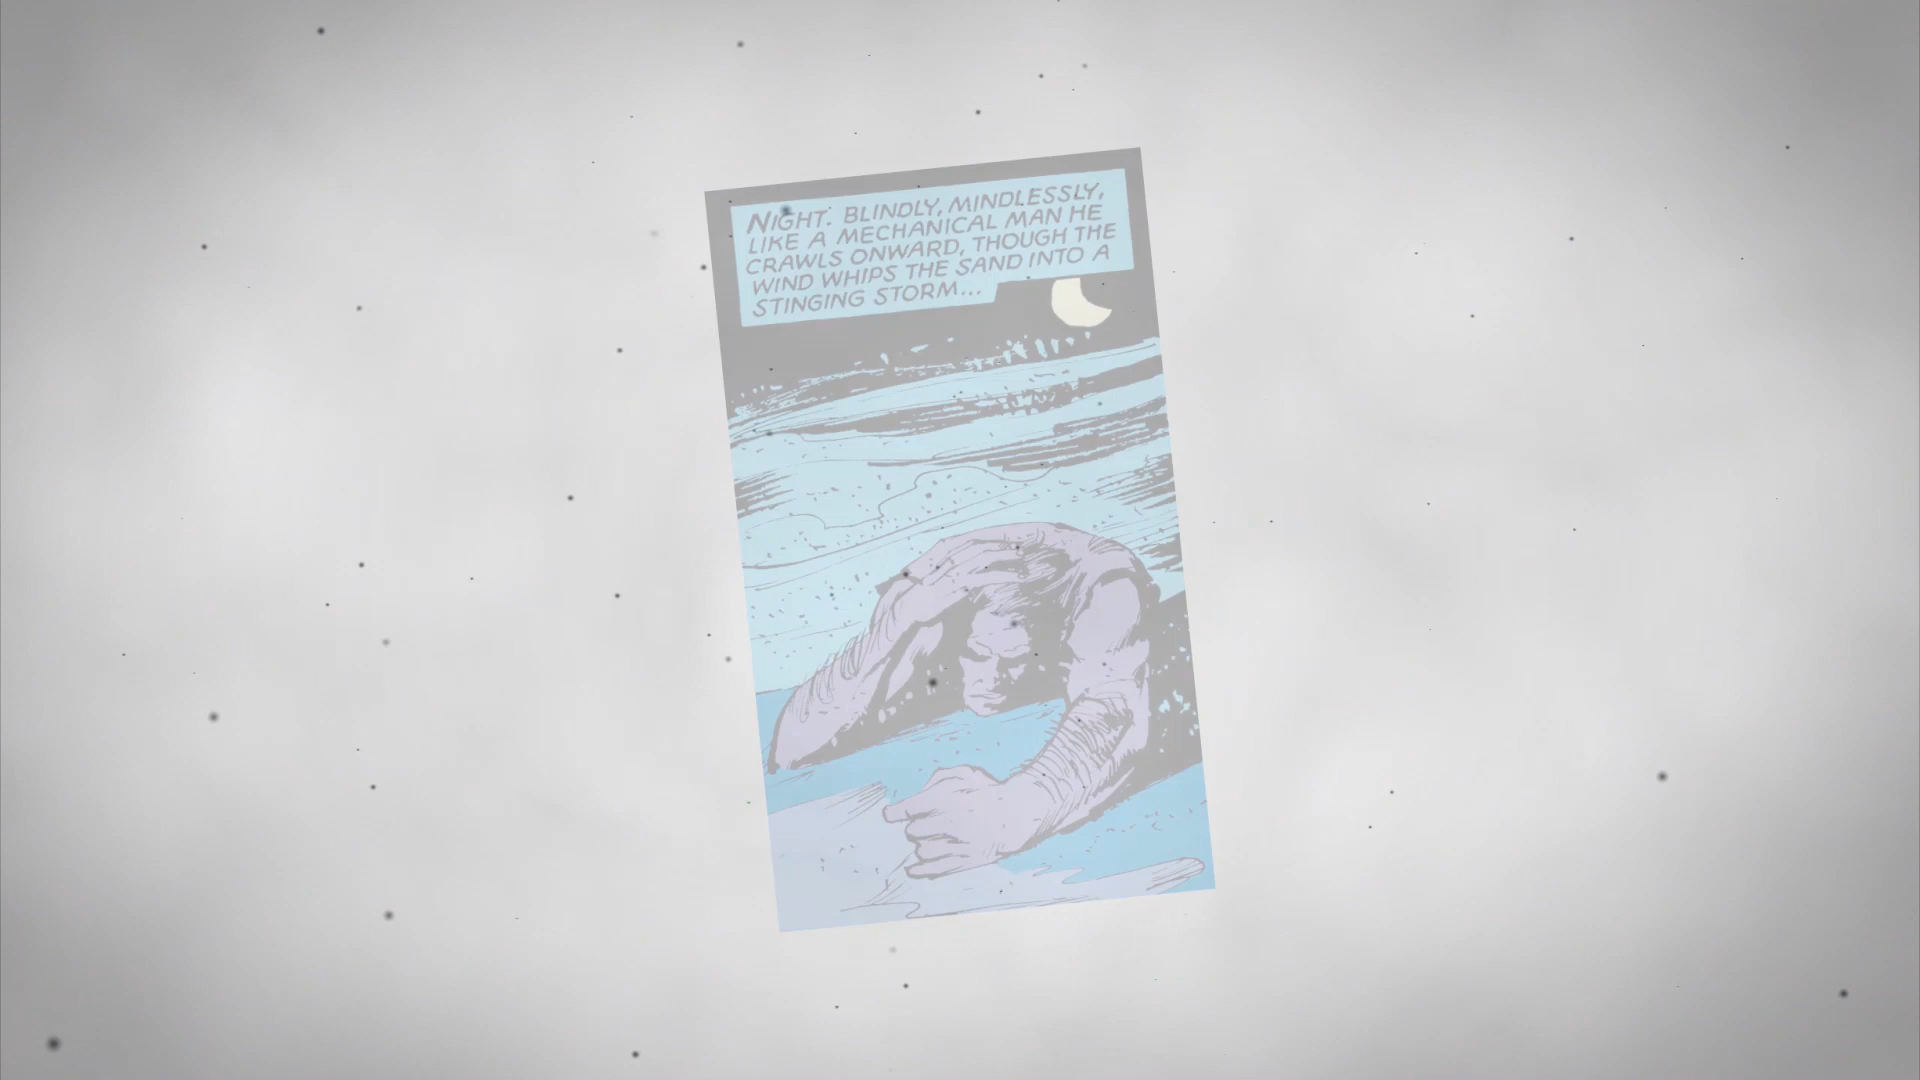 NIGHT. BLINDLY, MINDLESSLY,
LIKE A MECHANICAL MAN HE
CRAWLS ONWARD, THOUGH THE
WIND WHIPS THE SAND INTO A
STINGING STORM...